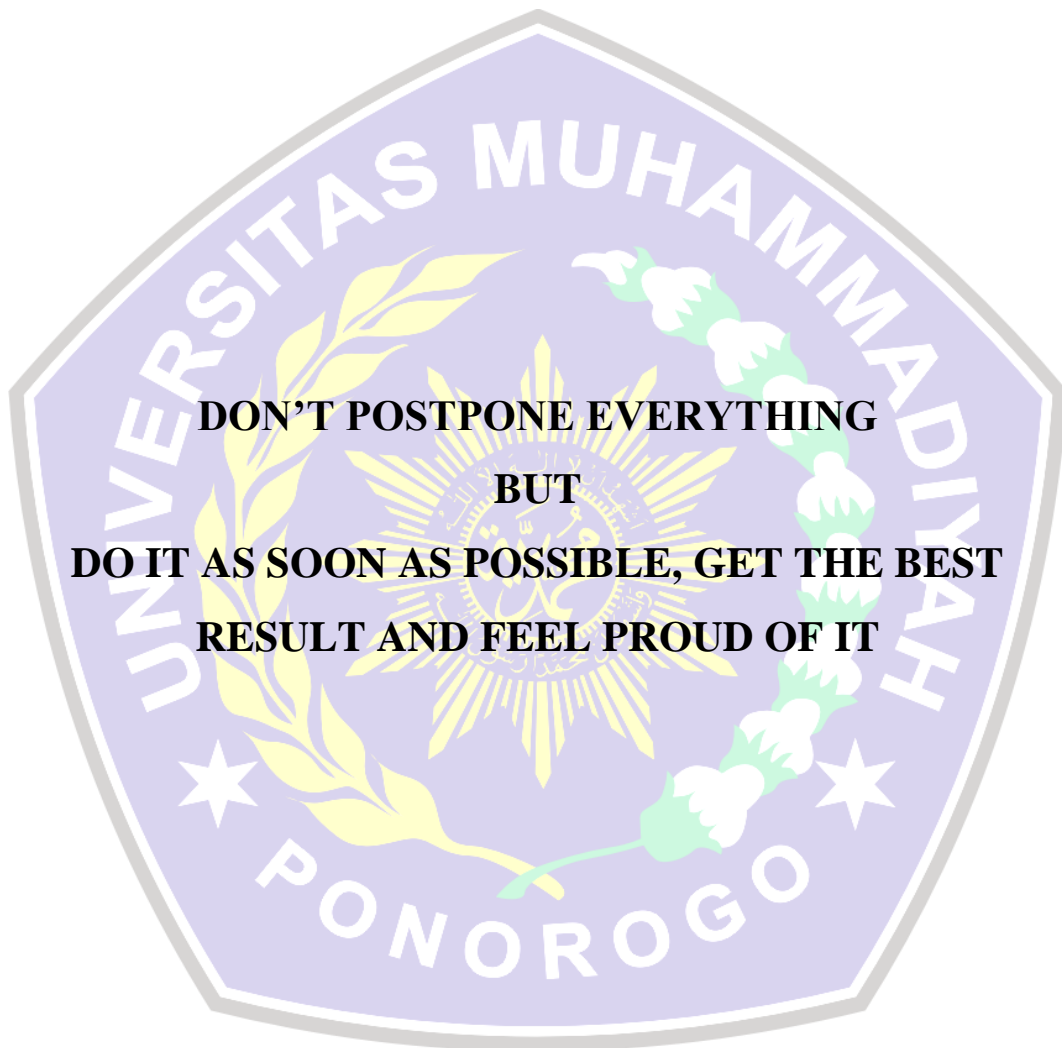 UNIVERSITAS MUHAMMADIYAH
DON’T POSTPONE EVERYTHING
BUT
DO IT AS SOON AS POSSIBLE, GET THE BEST
RESULT AND FEEL PROUD OF IT
PONOROGO